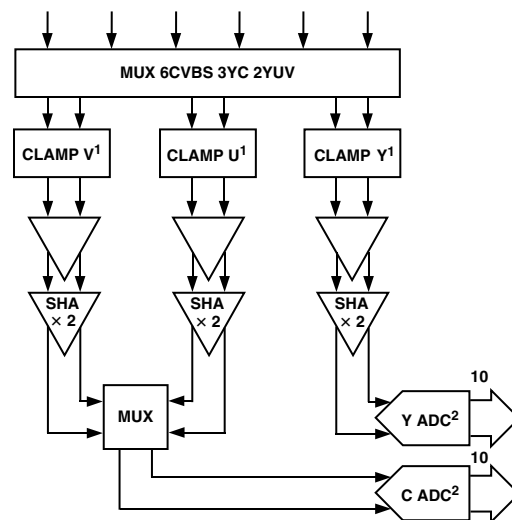 MUX 6CVBS 3YC 2YUV
CLAMP V¹
CLAMP U¹
CLAMP Y¹
SHA
× 2
SHA
× 2
SHA
× 2
MUX
10
Y ADC²
10
C ADC²